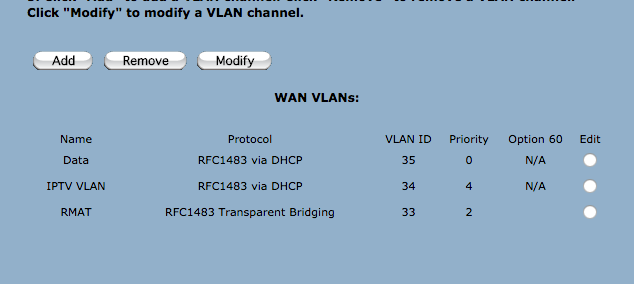 Click "Modify" to modify a VLAN channel.
Add Remove Modify
WAN VLANs:
Name Protocol VLAN ID Priority Option 60 Edit
Data RFC1483 via DHCP 35 0 N/A
IPTV VLAN RFC1483 via DHCP 34 4 N/A
RMAT RFC1483 Transparent Bridging 33 2